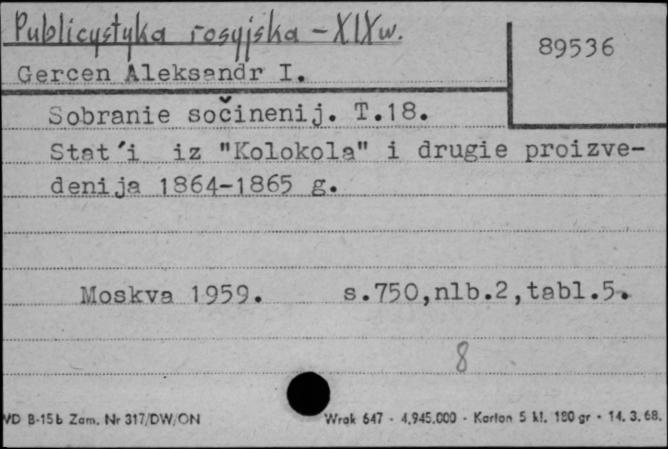 Publicystyka rosyjska - XIX w.
89536
Gercen Aleksandr I.
Sobranie sočinenij. T.18.
Stat´i iz "Kolokola" i drugie proizve-
denija 1864-1865 g.
Moskva 1959. s.750,nlb.2,tabl.5.
8
WD B-15b Zam. Nr 317/DW/ON Wrak 647 - 4.945.000 - Karton 5 kl. 180 gr - 14. 3. 68.